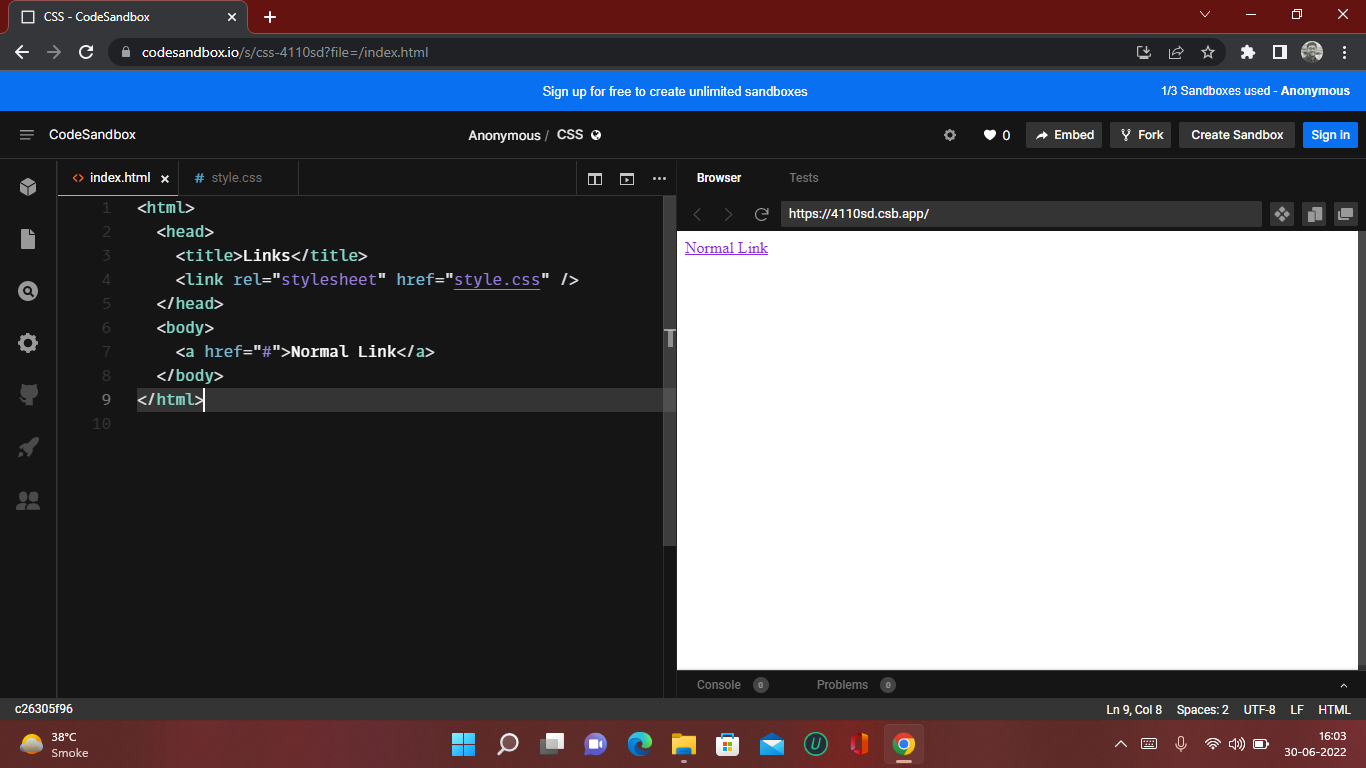 CSS - CodeSandbox
codesandbox.io/s/css-4110sd?file=/index.html
Sign up for free to create unlimited sandboxes
1/3 Sandboxes used - Anonymous
CodeSandbox
Anonymous / CSS
0
Embed
Fork
Create Sandbox
Sign in
index.html
# style.css
Browser
Tests
https://4110sd.csb.app/
1 <html>
2 <head>
3 <title>Links</title>
4 <link rel="stylesheet" href="style.css" />
5 </head>
6 <body>
7 <a href="#">Normal Link</a>
8 </body>
9 </html>
10
Normal Link
Console 0
Problems 0
c26305f96
Ln 9, Col 8
Spaces: 2
UTF-8
LF
HTML
38°C
Smoke
16:03
30-06-2022